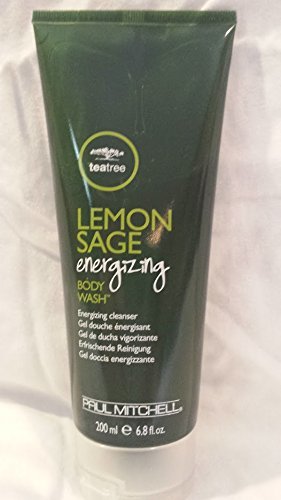 teatree
LEMON
SAGE
energizing
BODY
WASH™
Energizing cleanser
Gel douche énergisant
Gel de ducha vigorizante
Erfrischende Reinigung
Gel doccia energizzante
PAUL MITCHELL
200 ml e 6.8 fl.oz.